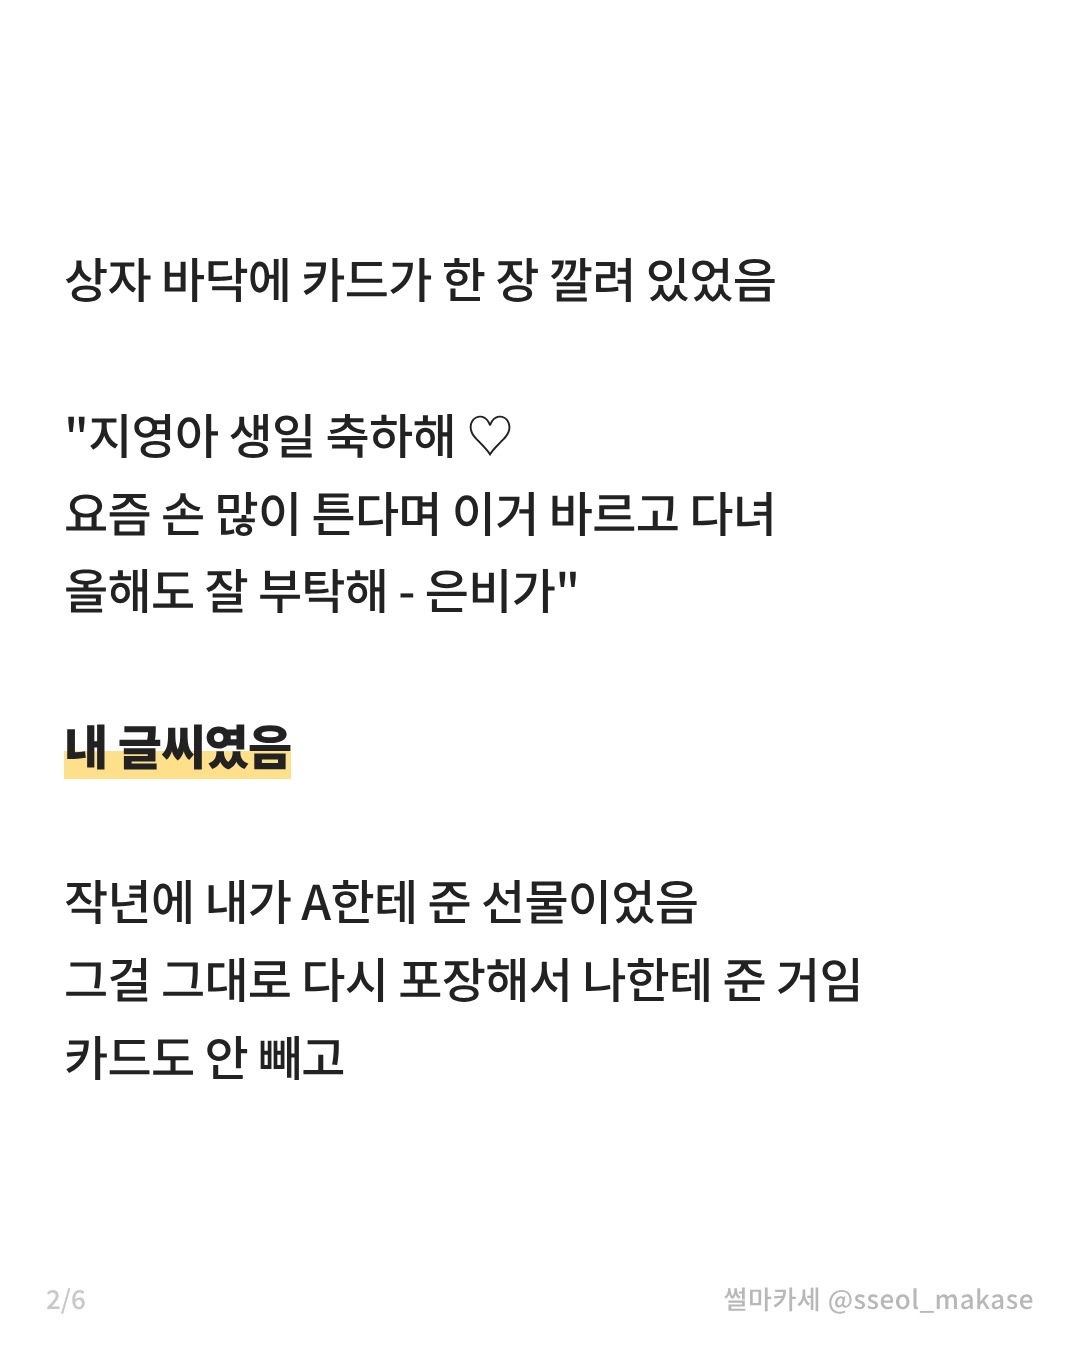 상자 바닥에 카드가 한 장 깔려 있었음
"지영아 생일 축하해 ♡
요즘 손 많이 튼다며 이거 바르고 다녀
올해도 잘 부탁해 - 은비가"
내 글씨였음
작년에 내가 A한테 준 선물이었음
그걸 그대로 다시 포장해서 나한테 준 거임
카드도 안 빼고
2/6
썰마카세 @sseol_makase